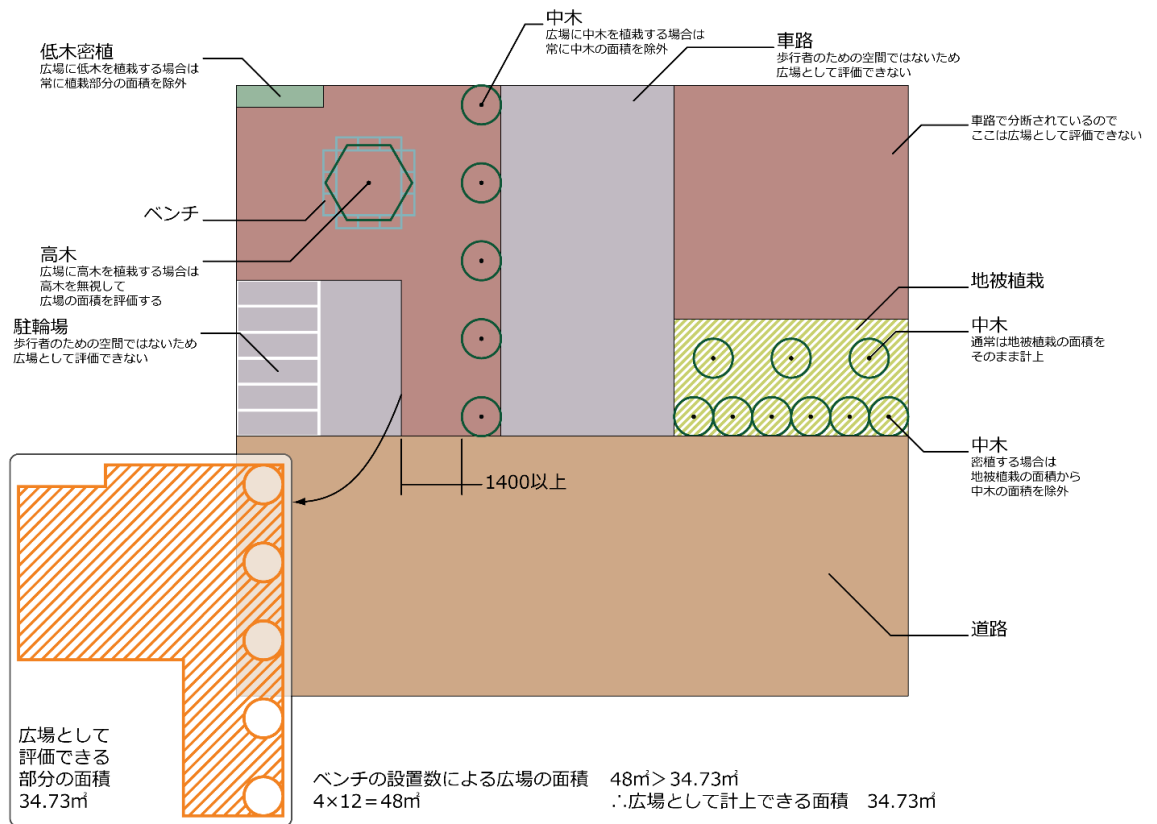 中木
広場に中木を植栽する場合は
常に中木の面積を除外
車路
歩行者のための空間ではないため
広場として評価できない
低木密植
広場に低木を植栽する場合は
常に植栽部分の面積を除外
車路で分断されているので
ここは広場として評価できない
ベンチ
高木
広場に高木を植栽する場合は
高木を無視して
広場の面積を評価する
地被植栽
駐輪場
歩行者のための空間ではないため
広場として評価できない
中木
通常は地被植栽の面積を
そのまま計上
中木
密植する場合は
地被植栽の面積から
中木の面積を除外
1400以上
道路
広場として
評価できる
部分の面積
34.73㎡
ベンチの設置数による広場の面積 48㎡＞34.73㎡
4×12＝48㎡ ∴広場として計上できる面積 34.73㎡